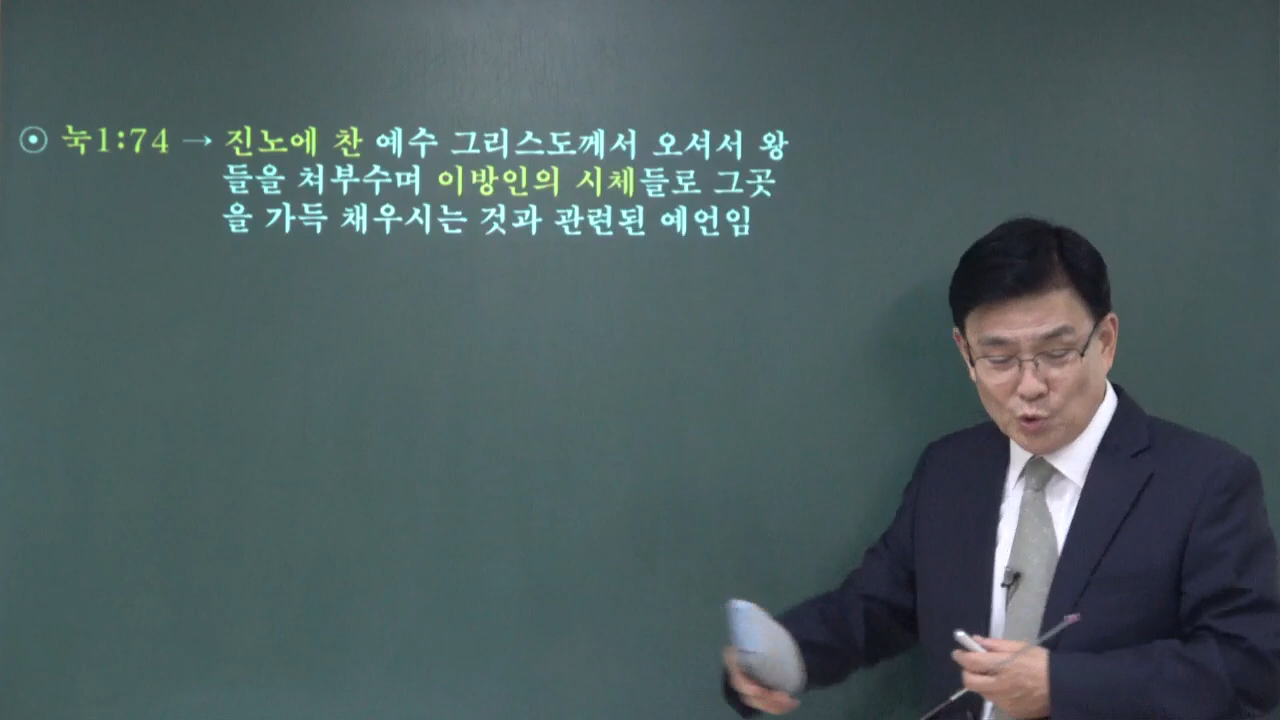 ⊙ 눅1:74 → 진노에 찬 예수 그리스도께서 오셔서 왕
들을 쳐부수며 이방인의 시체들로 그곳
을 가득 채우시는 것과 관련된 예언임